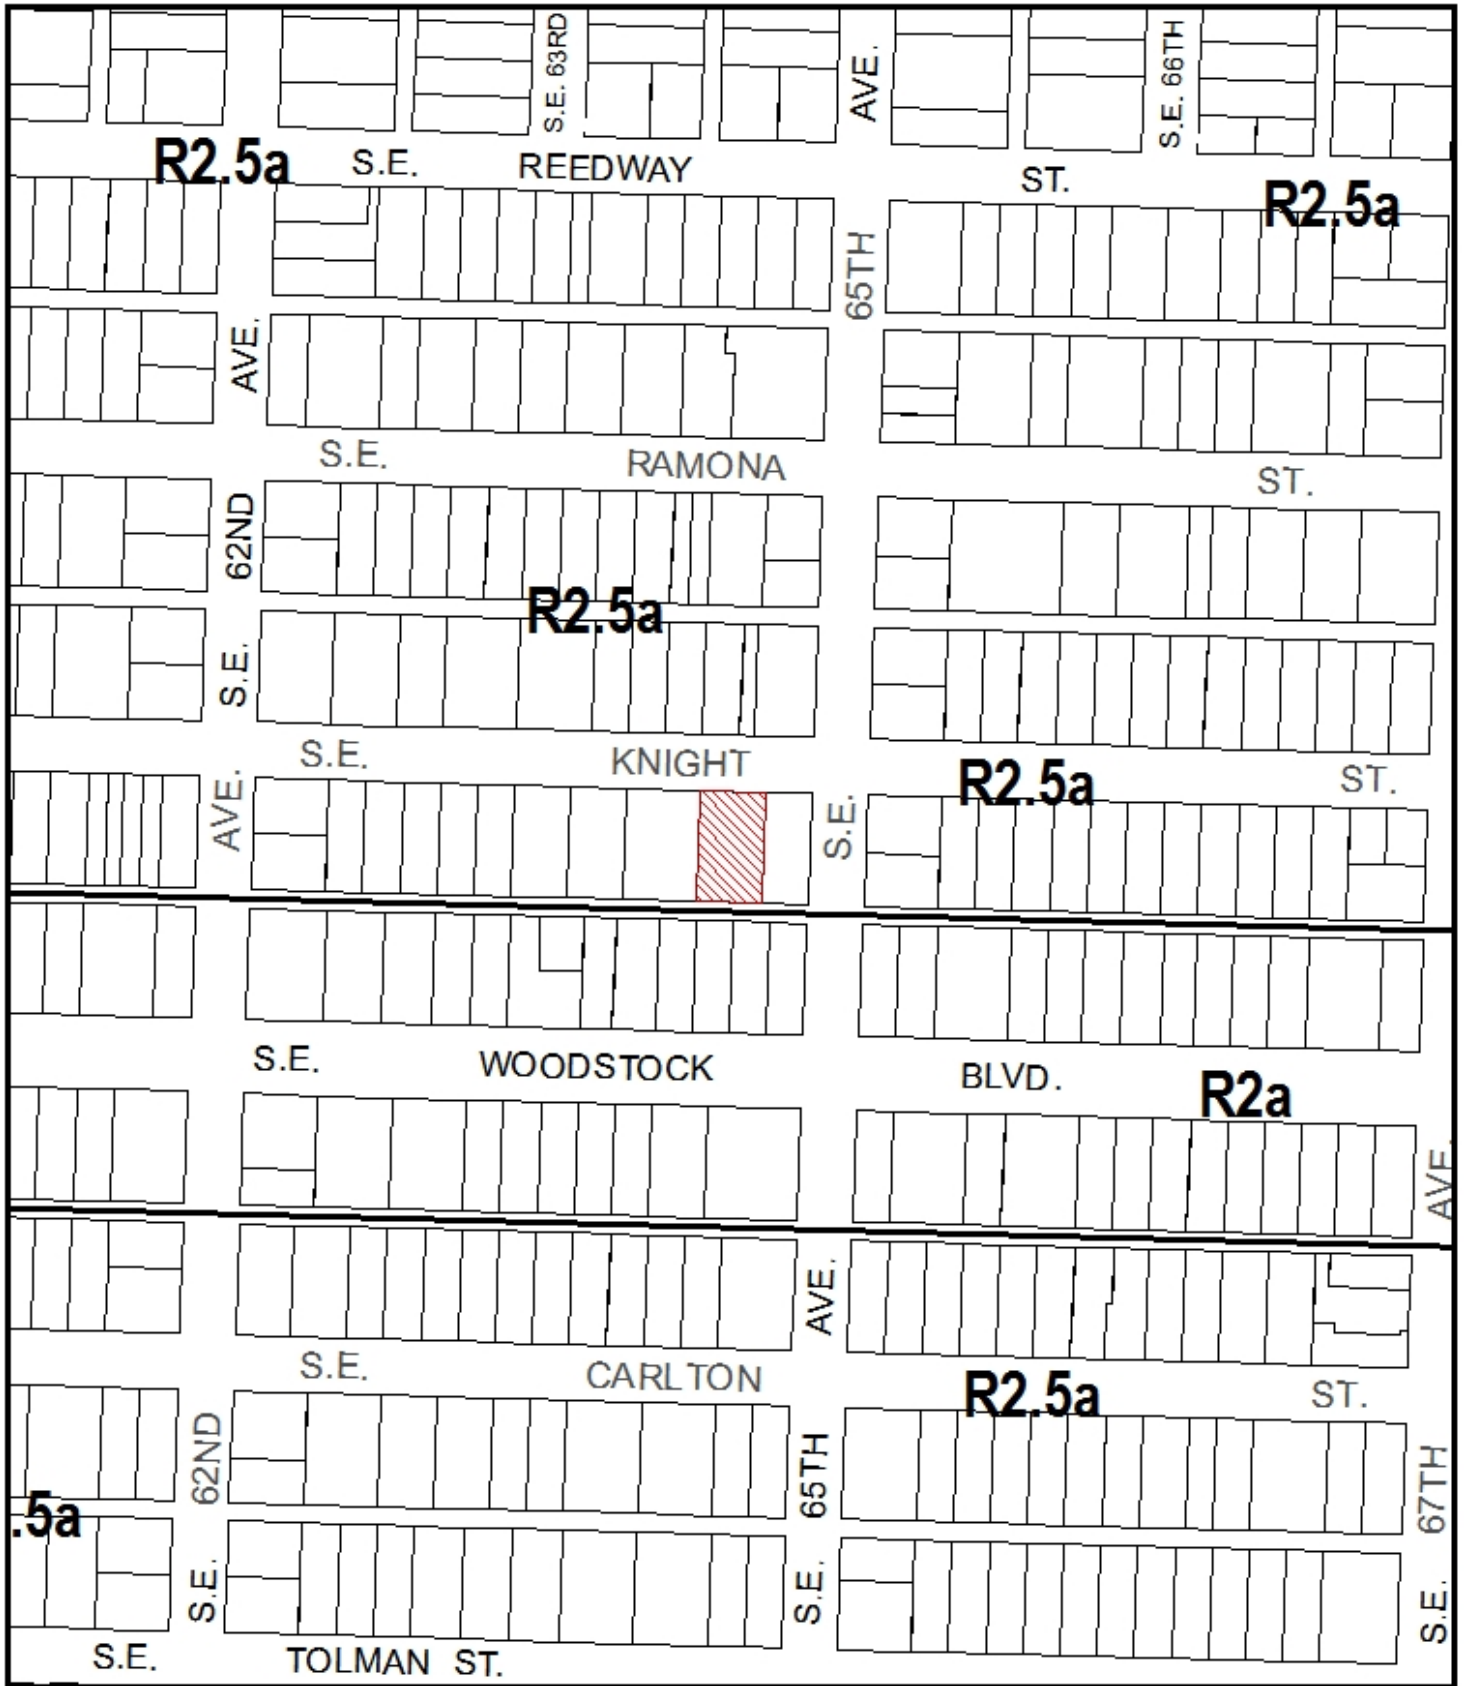 S.E. 63RD
AVE.
S.E. 66TH
R2.5a
S.E. REEDWAY ST.
R2.5a
65TH
AVE.
S.E. RAMONA ST.
62ND
R2.5a
S.E.
S.E. KNIGHT ST.
R2.5a
AVE.
S.E.
S.E. WOODSTOCK BLVD.
R2a
AVE.
AVE.
S.E. CARLTON ST.
R2.5a
62ND
65TH
67TH
.5a
S.E.
S.E.
S.E.
S.E. TOLMAN ST.